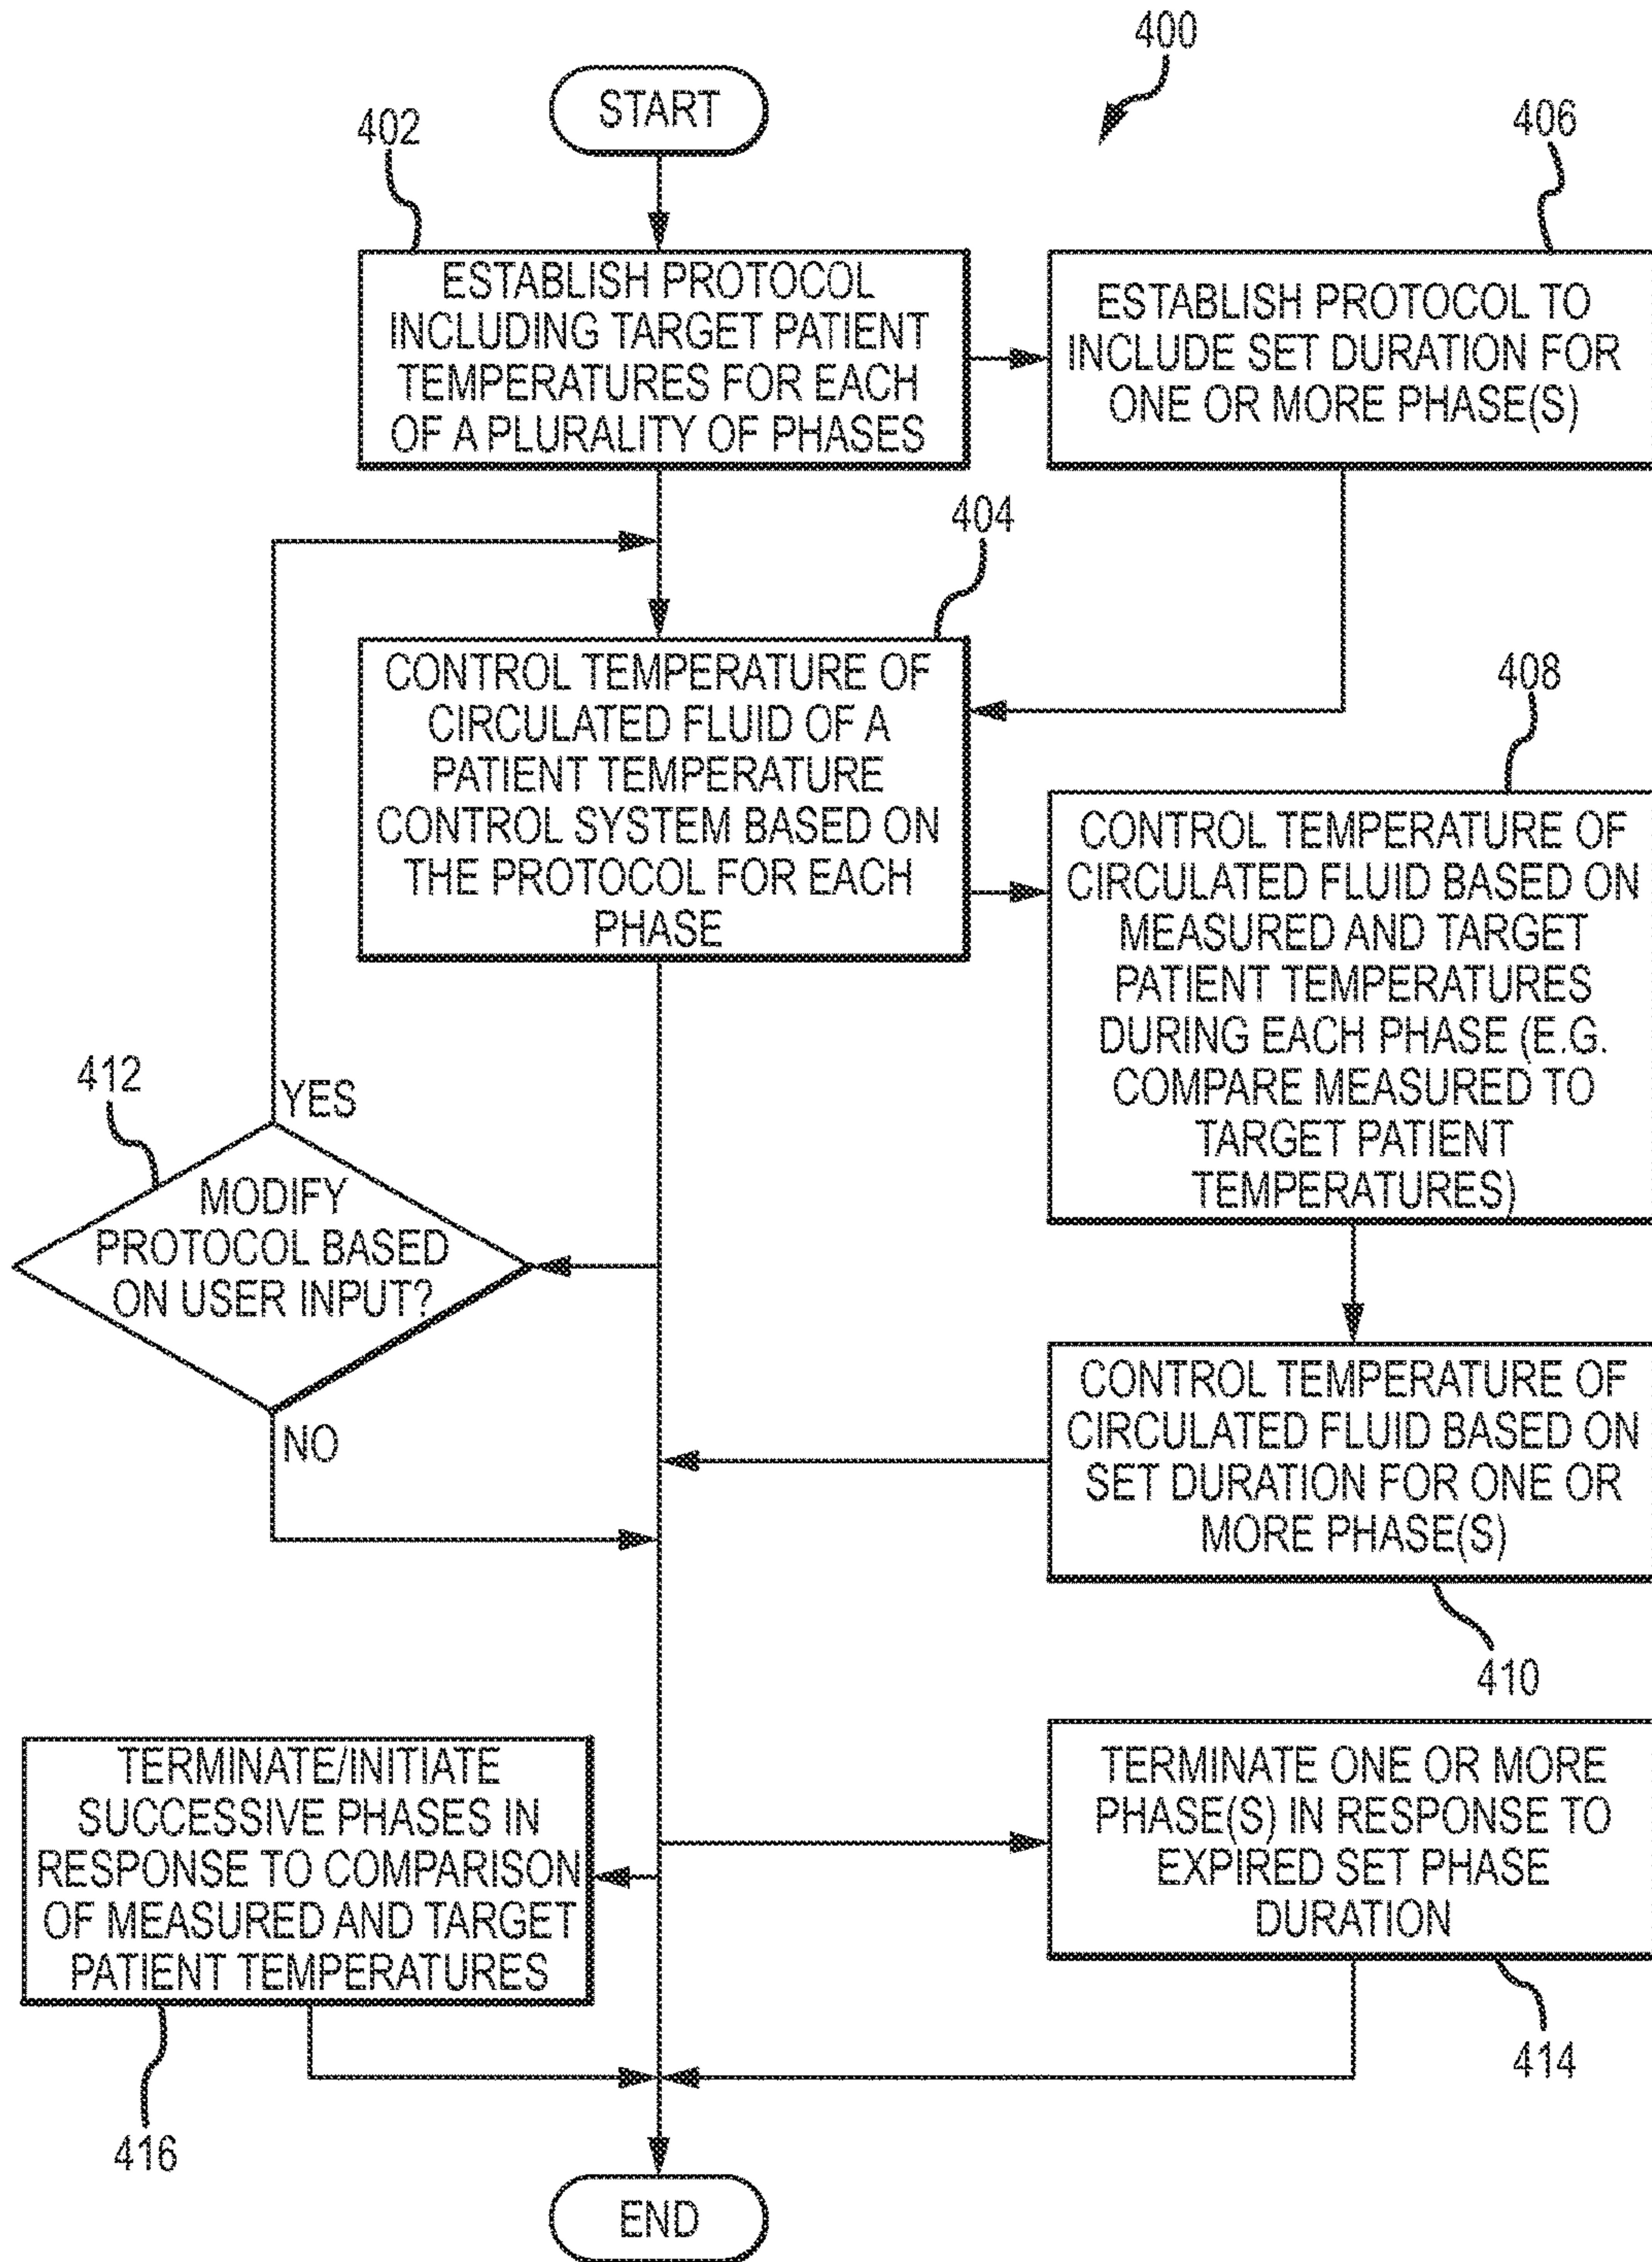 400
START
402
406
ESTABLISH PROTOCOL
INCLUDING TARGET PATIENT
TEMPERATURES FOR EACH
OF A PLURALITY OF PHASES
ESTABLISH PROTOCOL TO
INCLUDE SET DURATION FOR
ONE OR MORE PHASE(S)
404
CONTROL TEMPERATURE OF
CIRCULATED FLUID OF A
PATIENT TEMPERATURE
CONTROL SYSTEM BASED ON
THE PROTOCOL FOR EACH
PHASE
408
CONTROL TEMPERATURE OF
CIRCULATED FLUID BASED ON
MEASURED AND TARGET
PATIENT TEMPERATURES
DURING EACH PHASE (E.G.
COMPARE MEASURED TO
TARGET PATIENT
TEMPERATURES)
412
YES
MODIFY
PROTOCOL BASED
ON USER INPUT?
NO
CONTROL TEMPERATURE OF
CIRCULATED FLUID BASED ON
SET DURATION FOR ONE OR
MORE PHASE(S)
410
TERMINATE/INITIATE
SUCCESSIVE PHASES IN
RESPONSE TO COMPARISON
OF MEASURED AND TARGET
PATIENT TEMPERATURES
416
TERMINATE ONE OR MORE
PHASE(S) IN RESPONSE TO
EXPIRED SET PHASE
DURATION
414
END